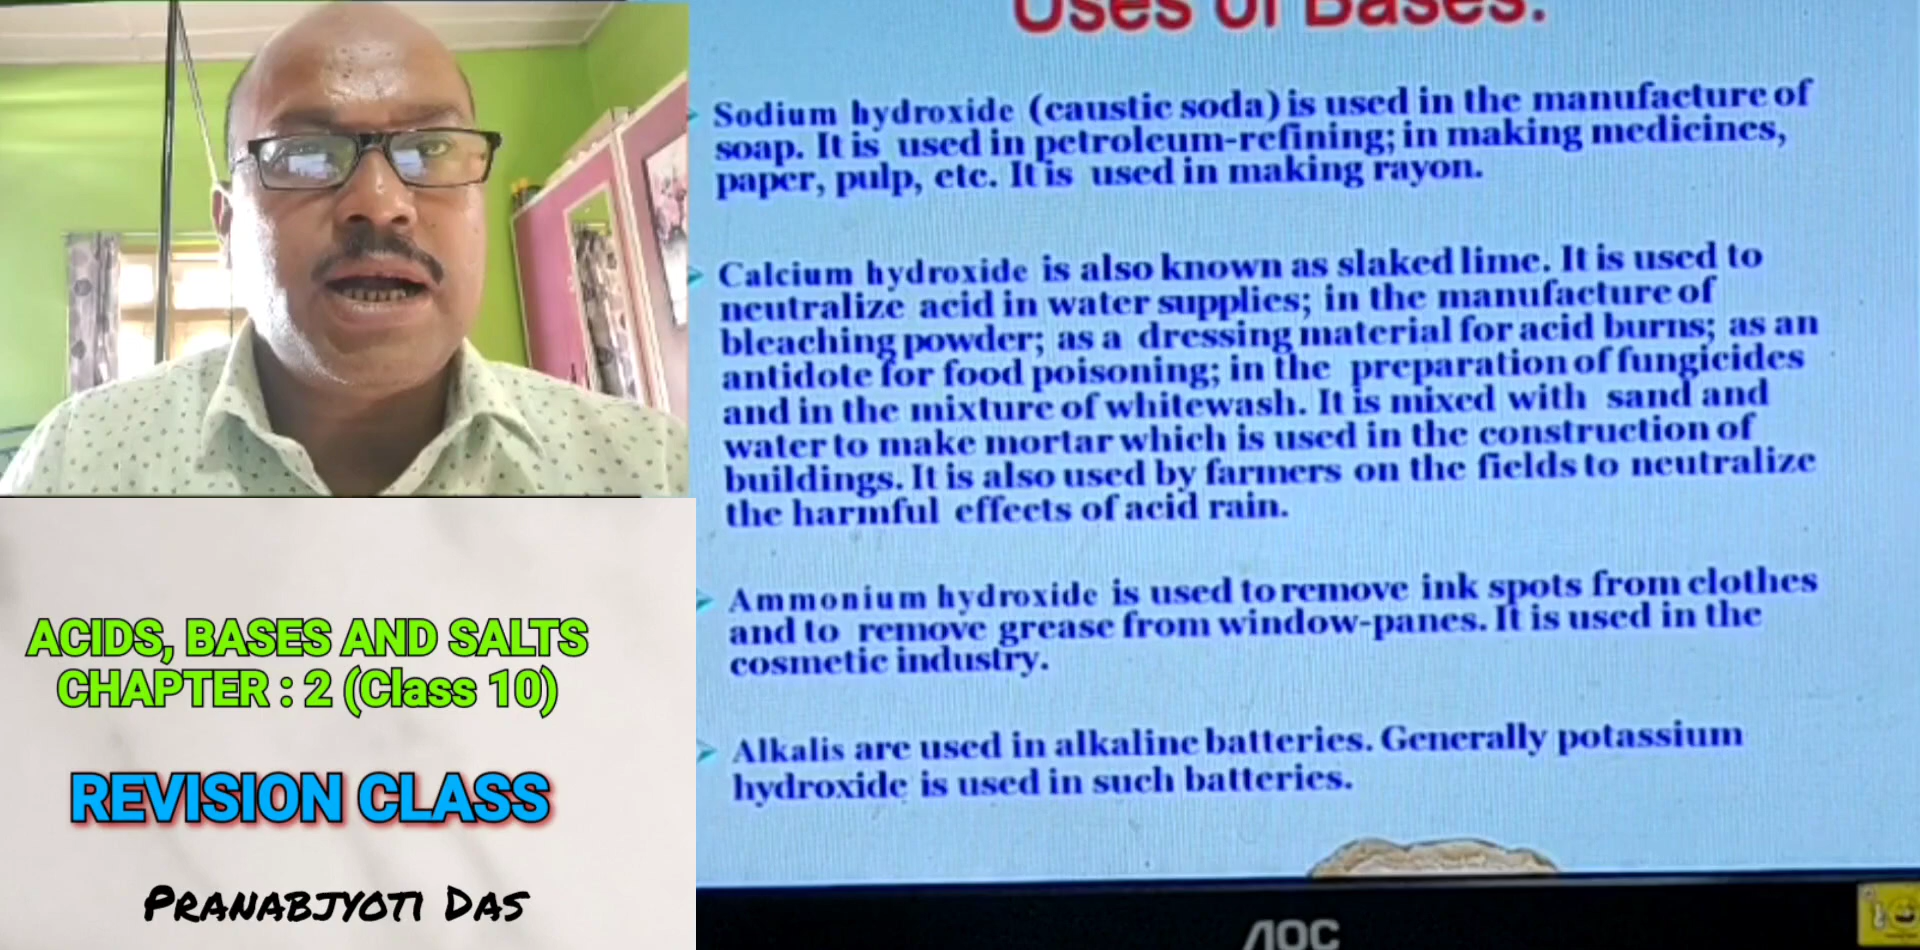 ACIDS, BASES AND SALTS
CHAPTER : 2 (Class 10)
REVISION CLASS
PRANABJYOTI DAS
Uses of Bases:
Sodium hydroxide (caustic soda) is used in the manufacture of
soap. It is used in petroleum-refining; in making medicines,
paper, pulp, etc. It is used in making rayon.
Calcium hydroxide is also known as slaked lime. It is used to
neutralize acid in water supplies; in the manufacture of
bleaching powder; as a dressing material for acid burns; as an
antidote for food poisoning; in the preparation of fungicides
and in the mixture of whitewash. It is mixed with sand and
water to make mortar which is used in the construction of
buildings. It is also used by farmers on the fields to neutralize
the harmful effects of acid rain.
Ammonium hydroxide is used to remove ink spots from clothes
and to remove grease from window-panes. It is used in the
cosmetic industry.
Alkalis are used in alkaline batteries. Generally potassium
hydroxide is used in such batteries.
AOC